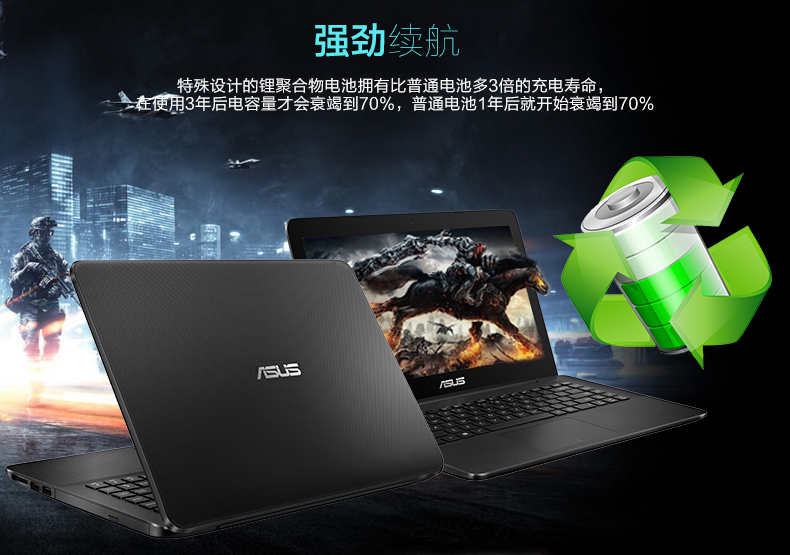 强劲续航
特殊设计的锂聚合物电池拥有比普通电池多3倍的充电寿命，
在使用3年后电容量才会衰竭到70%，普通电池1年后就开始衰竭到70%
ASUS
ASUS